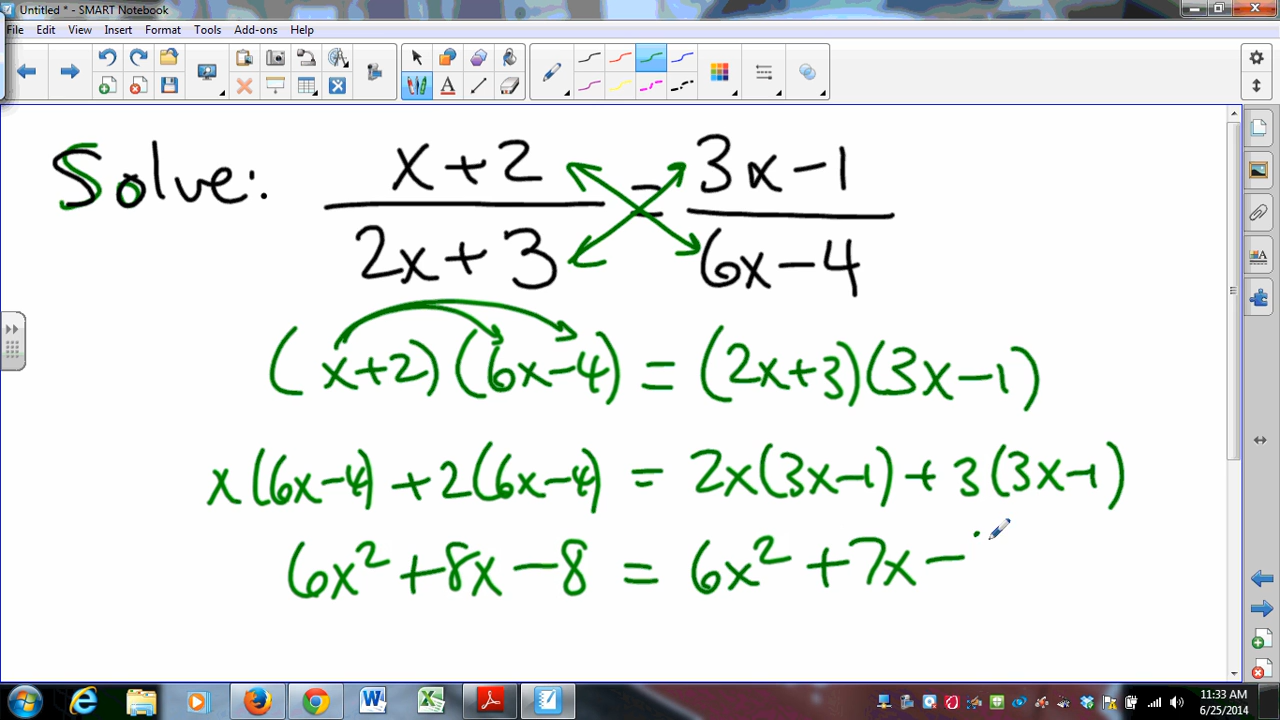 Untitled * - SMART Notebook
File Edit View Insert Format Tools Add-ons Help
Solve: (x+2)/(2x+3) = (3x-1)/(6x-4)
(x+2)(6x-4) = (2x+3)(3x-1)
x(6x-4)+2(6x-4) = 2x(3x-1)+3(3x-1)
6x²+8x-8 = 6x²+7x-
11:33 AM
6/25/2014